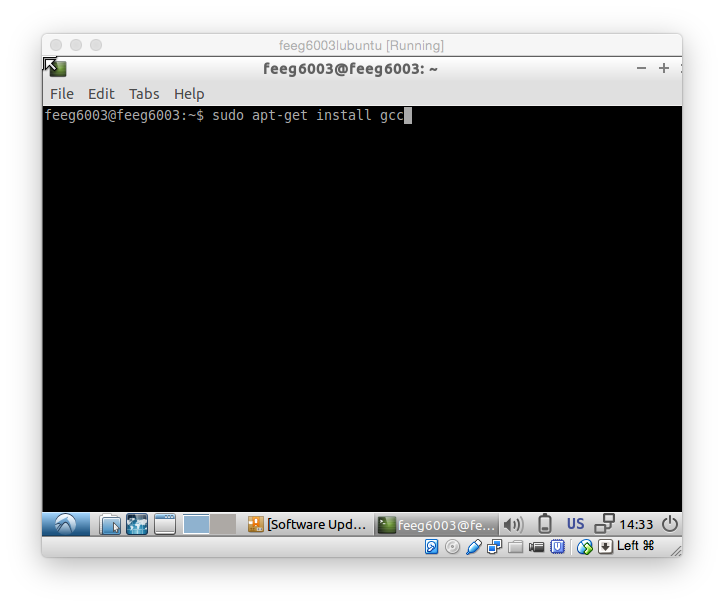 feeg6003lubuntu [Running]
feeg6003@feeg6003: ~
File Edit Tabs Help
feeg6003@feeg6003:~$ sudo apt-get install gcc
[Software Upd... feeg6003@fe... US 14:33
Left ⌘